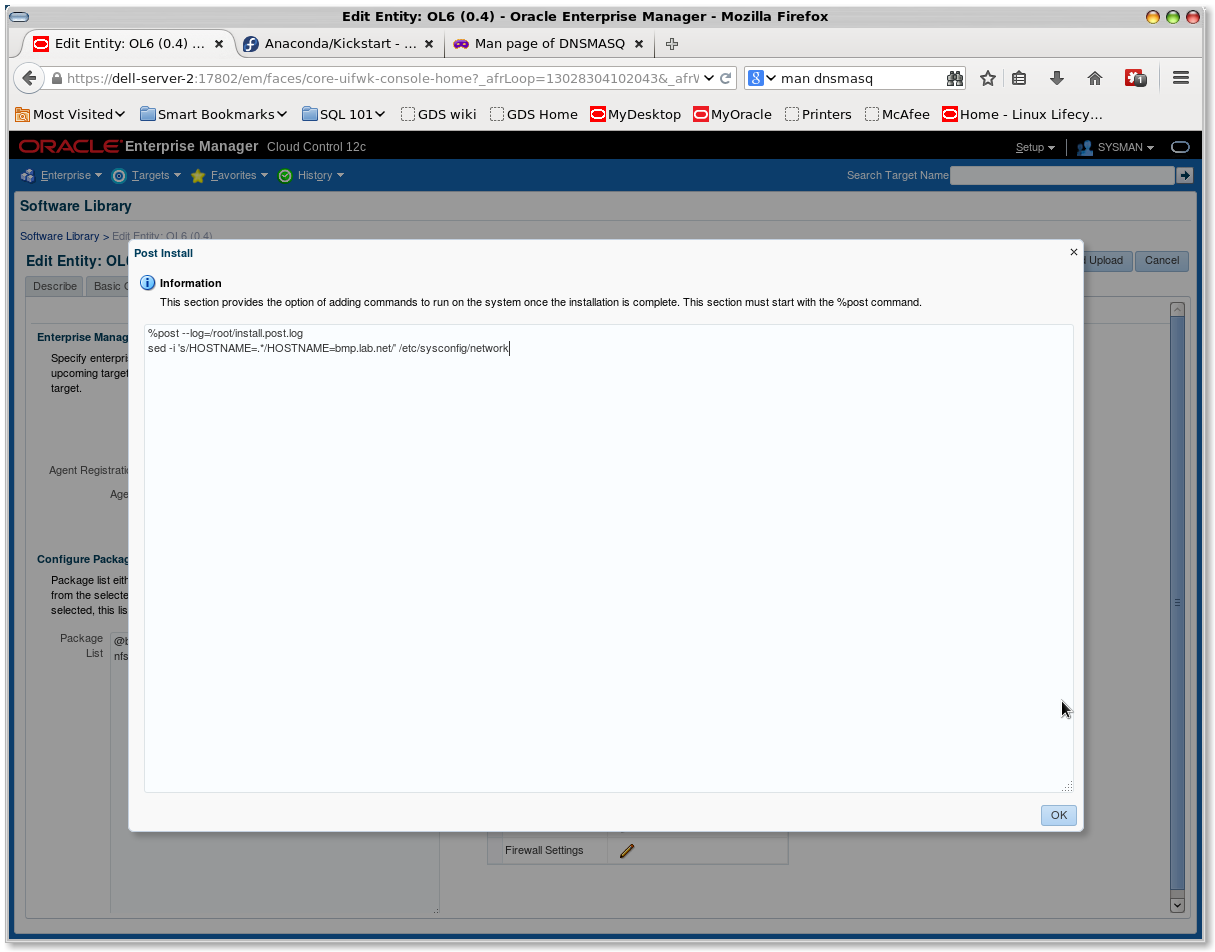 Edit Entity: OL6 (0.4) - Oracle Enterprise Manager - Mozilla Firefox
Edit Entity: OL6 (0.4) ...
Anaconda/Kickstart - ...
Man page of DNSMASQ
https://dell-server-2:17802/em/faces/core-uifwk-console-home?_afrLoop=13028304102043&_afrV
8
man dnsmasq
1
Most Visited
Smart Bookmarks
SQL 101
GDS wiki
GDS Home
MyDesktop
MyOracle
Printers
McAfee
Home - Linux Lifecy...
ORACLE Enterprise Manager Cloud Control 12c
Setup
SYSMAN
Enterprise
Targets
Favorites
History
Search Target Name
Software Library
Software Library > Edit Entity: OL6 (0.4)
Edit Entity: OL
Upload
Cancel
Describe
Basic
Post Install
Information
This section provides the option of adding commands to run on the system once the installation is complete. This section must start with the %post command.
%post --log=/root/install.post.log
sed -i 's/HOSTNAME=.*/HOSTNAME=bmp.lab.net/' /etc/sysconfig/network
OK
Enterprise Manag
Specify enterpris
upcoming target
target.
Agent Registratio
Age
Configure Packag
Package list eith
from the selecte
selected, this lis
Package
List
@b
nfs
Firewall Settings